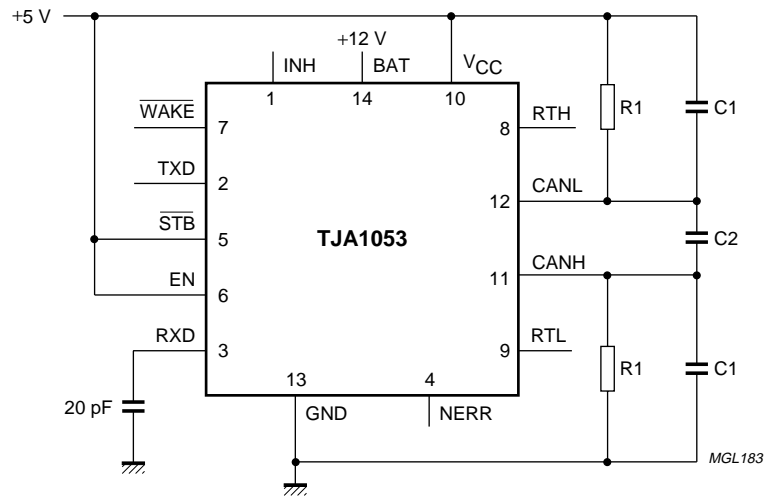 +5 V
+12 V
INH
BAT
VCC
1
14
10
WAKE
7
8
RTH
R1
C1
TXD
2
12
CANL
STB
5
TJA1053
C2
EN
6
11
CANH
RXD
3
9
RTL
R1
C1
20 pF
13
4
GND
NERR
MGL183